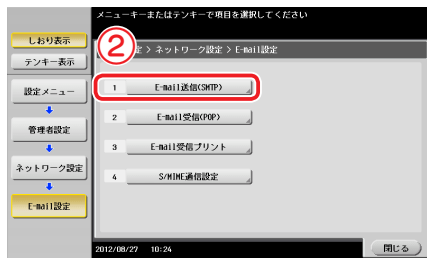 メニューキーまたはテンキーで項目を選択してください
しおり表示
テンキー表示
②
定 > ネットワーク設定 > E-mail設定
設定メニュー
管理者設定
ネットワーク設定
E-mail設定
1 E-mail送信(SMTP)
2 E-mail受信(POP)
3 E-mail受信プリント
4 S/MIME通信設定
2012/08/27 10:24
閉じる